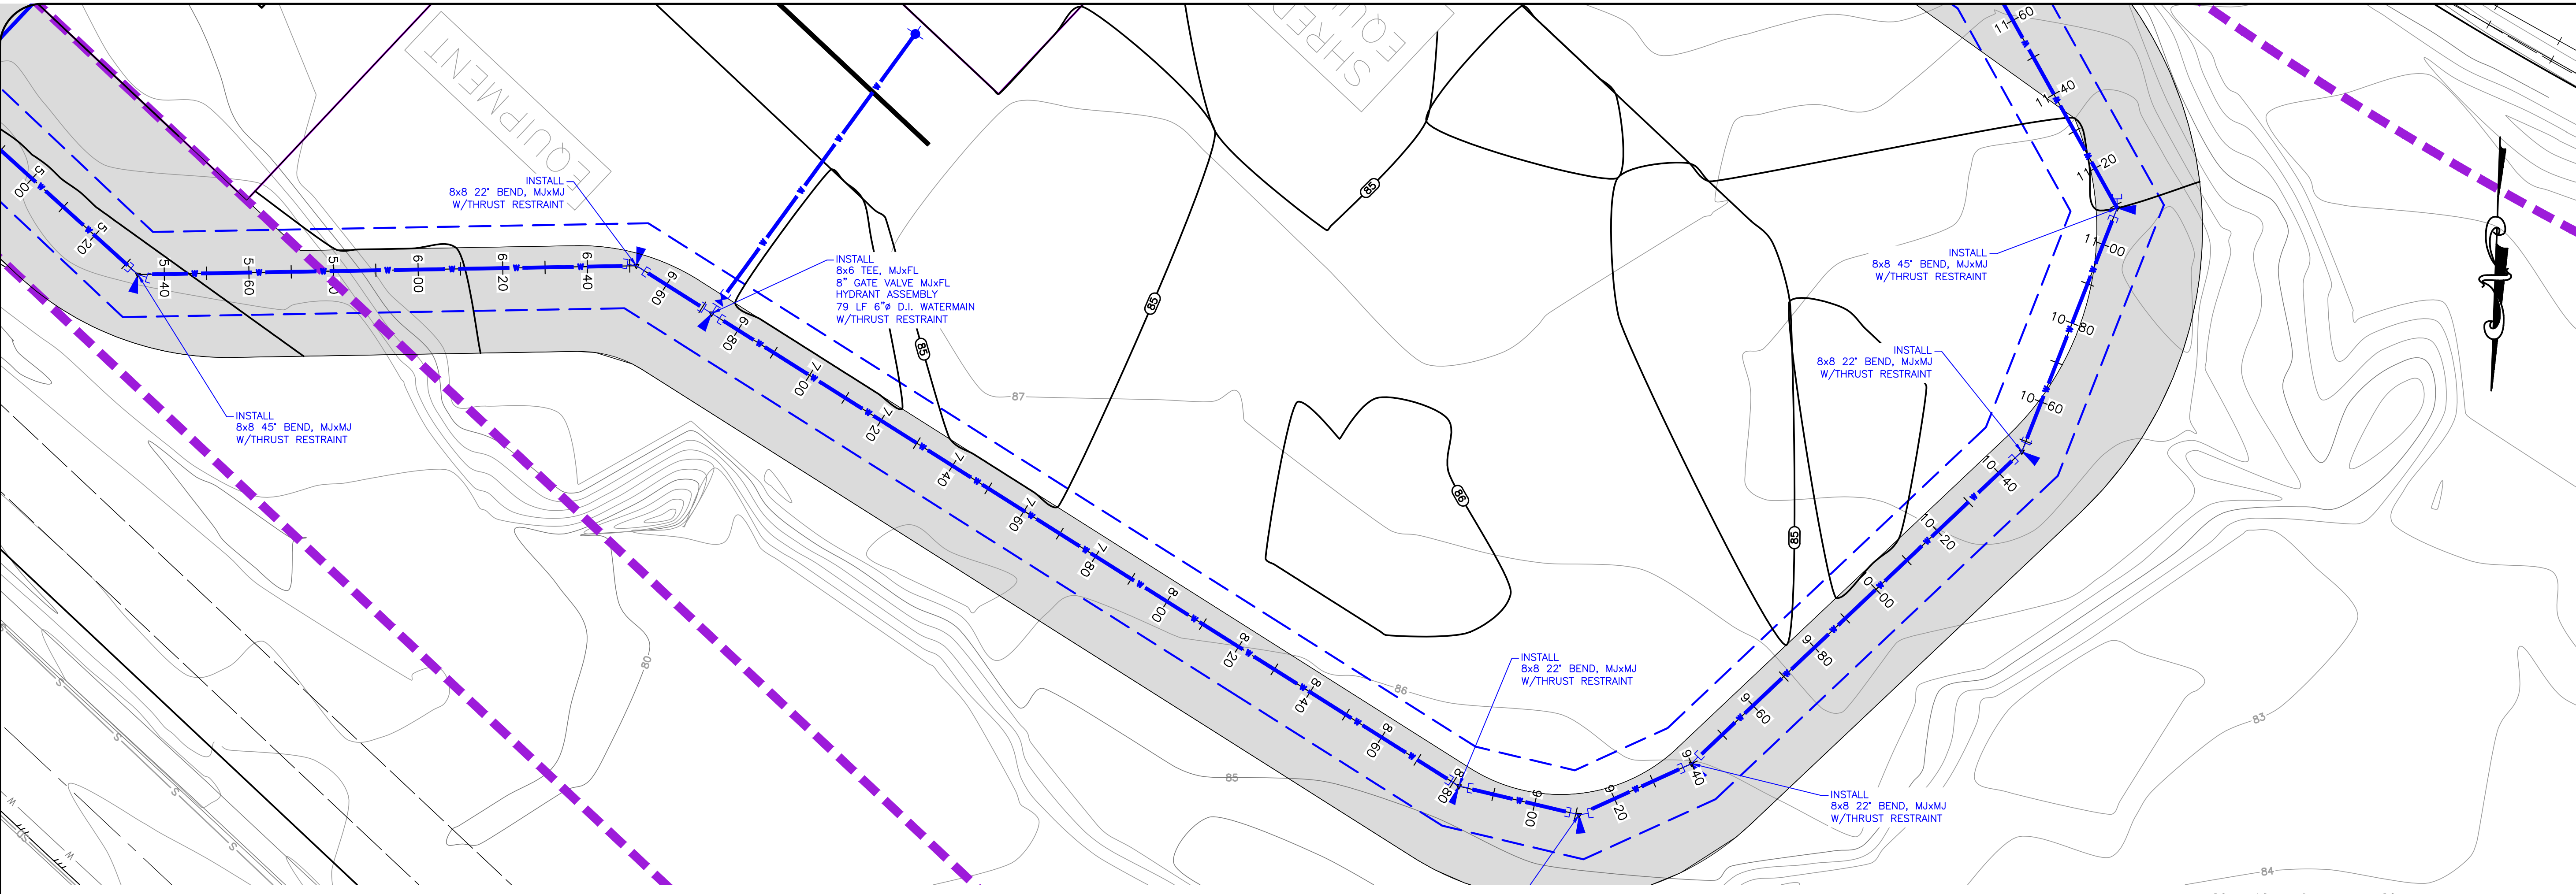 EQUIPMENT
SHRED
EQUI
INSTALL
8x8 22° BEND, MJxMJ
W/THRUST RESTRAINT
INSTALL
8x6 TEE, MJxFL
8" GATE VALVE MJxFL
HYDRANT ASSEMBLY
79 LF 6"ø D.I. WATERMAIN
W/THRUST RESTRAINT
INSTALL
8x8 45° BEND, MJxMJ
W/THRUST RESTRAINT
INSTALL
8x8 45° BEND, MJxMJ
W/THRUST RESTRAINT
INSTALL
8x8 22° BEND, MJxMJ
W/THRUST RESTRAINT
INSTALL
8x8 22° BEND, MJxMJ
W/THRUST RESTRAINT
INSTALL
8x8 22° BEND, MJxMJ
W/THRUST RESTRAINT
5+00
5+20
5+40
5+60
6+00
6+20
6+40
6+60
6+80
7+00
7+20
7+40
7+60
7+80
8+00
8+20
8+40
8+60
8+80
9+00
9+20
9+40
9+60
9+80
10+20
10+40
10+60
10+80
11+00
11+20
11+40
11+60
85
85
85
85
86
87
86
85
80
83
84
S
S
S
S
W
W